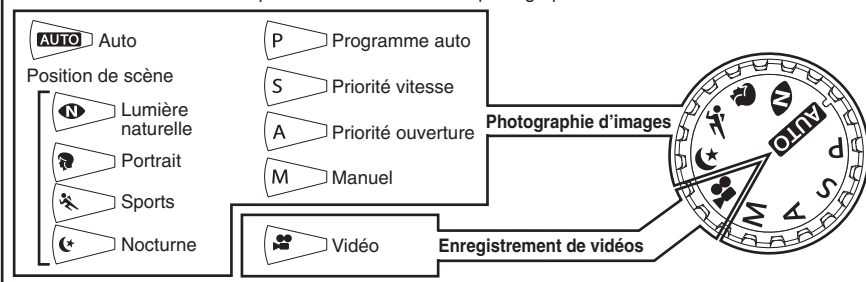 AUTO Auto
Position de scène
N Lumière
naturelle
Portrait
Sports
Nocturne
P Programme auto
S Priorité vitesse
A Priorité ouverture
M Manuel
Vidéo
Photographie d'images
Enregistrement de vidéos
N
AUTO
P
S
A
M